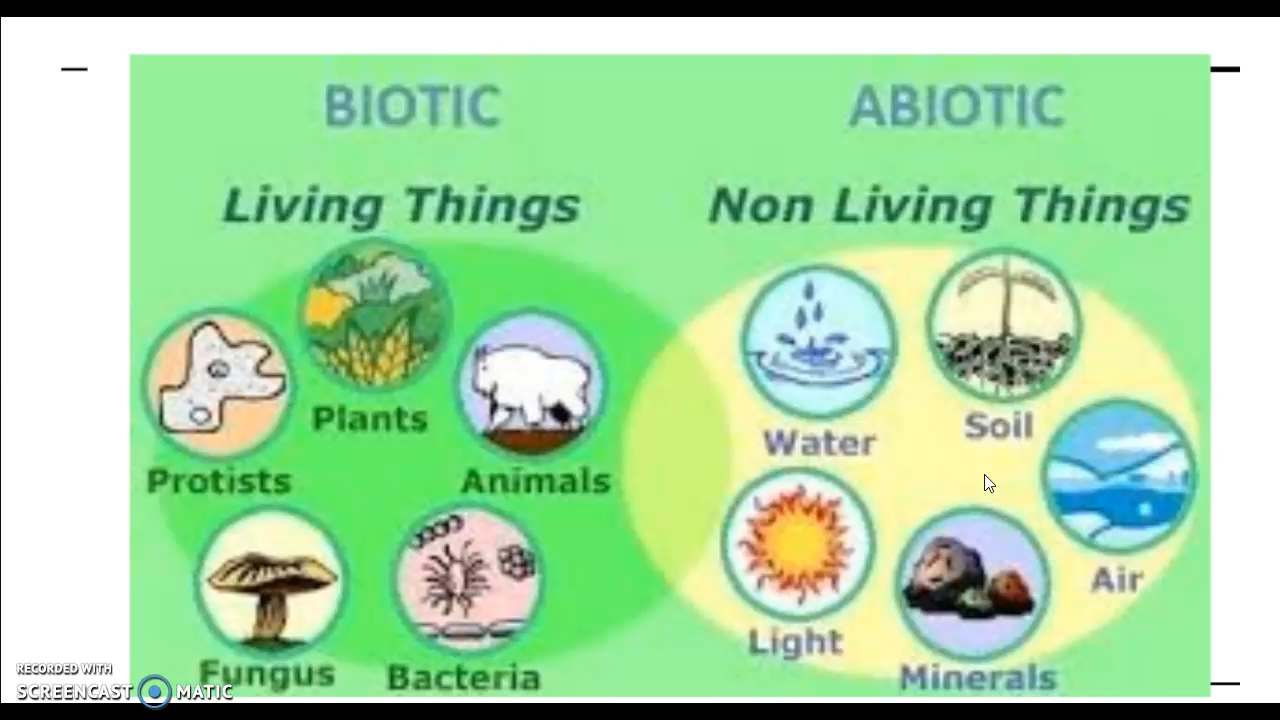 BIOTIC
ABIOTIC
Living Things
Non Living Things
Plants
Protists
Animals
Fungus
Bacteria
Water
Soil
Light
Air
Minerals
RECORDED WITH
SCREENCAST MATIC